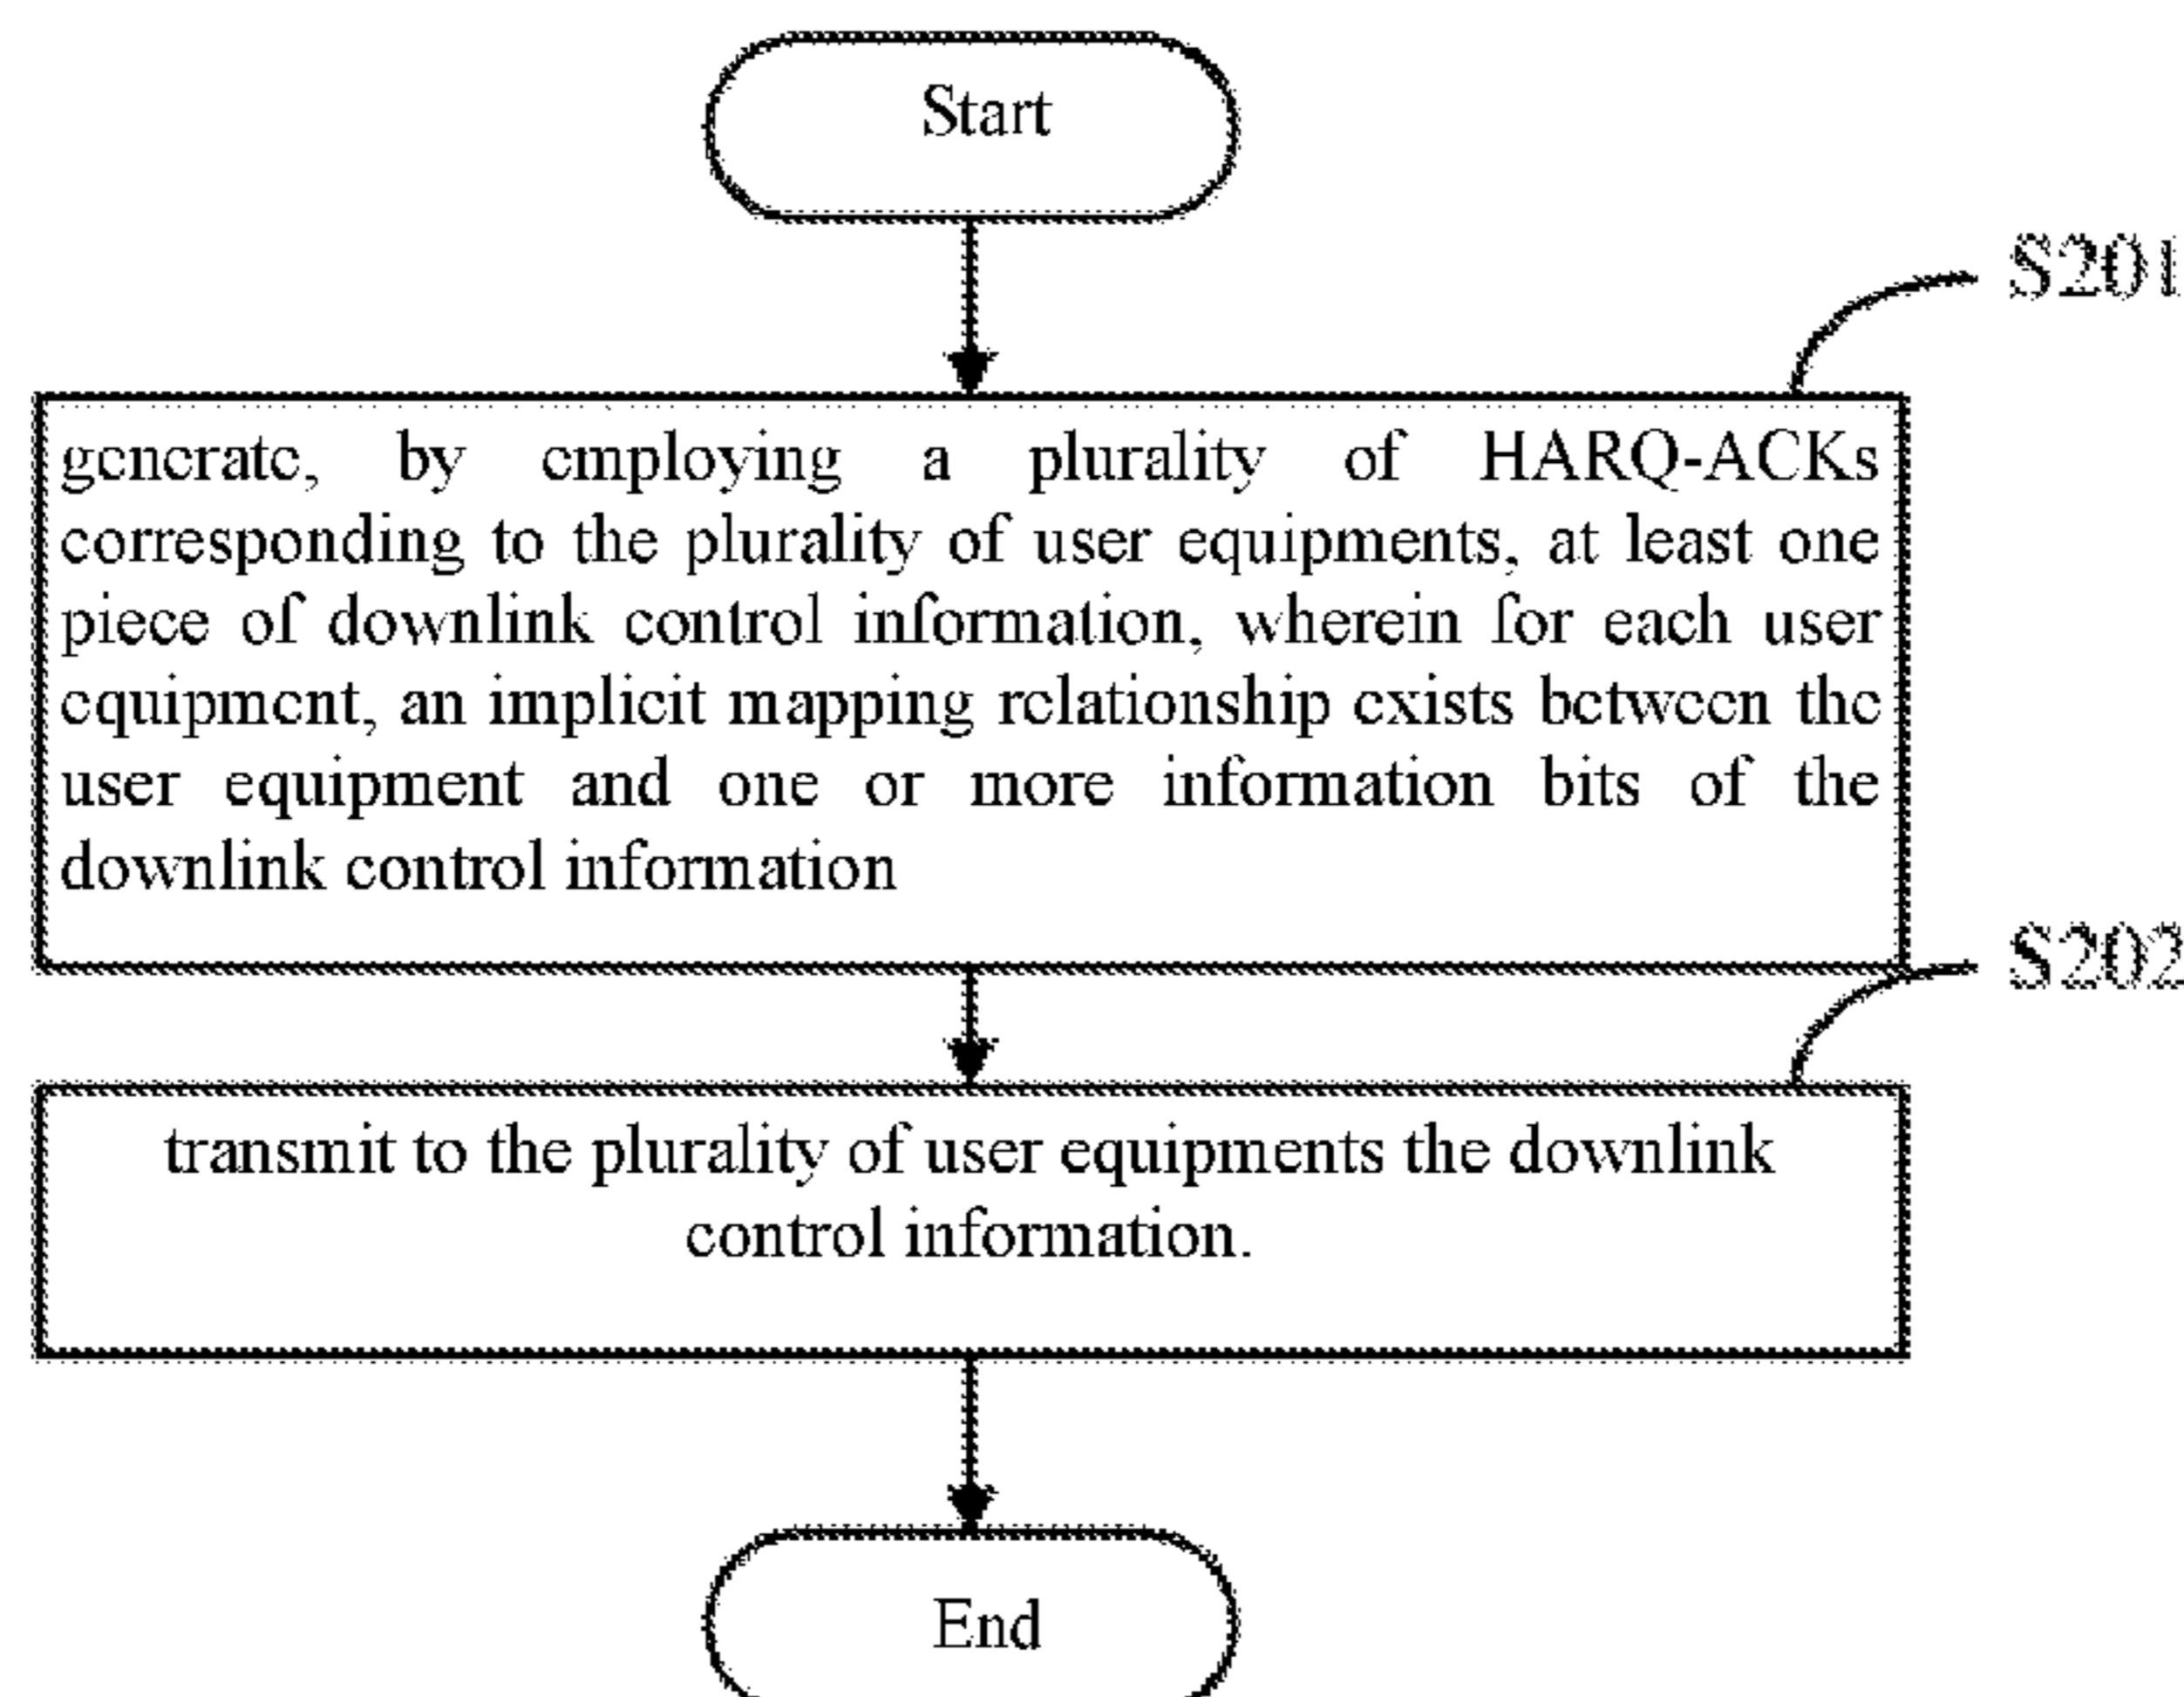 Start
S201
generate, by employing a plurality of HARQ-ACKs
corresponding to the plurality of user equipments, at least one
piece of downlink control information, wherein for each user
equipment, an implicit mapping relationship exists between the
user equipment and one or more information bits of the
downlink control information
S202
transmit to the plurality of user equipments the downlink
control information.
End